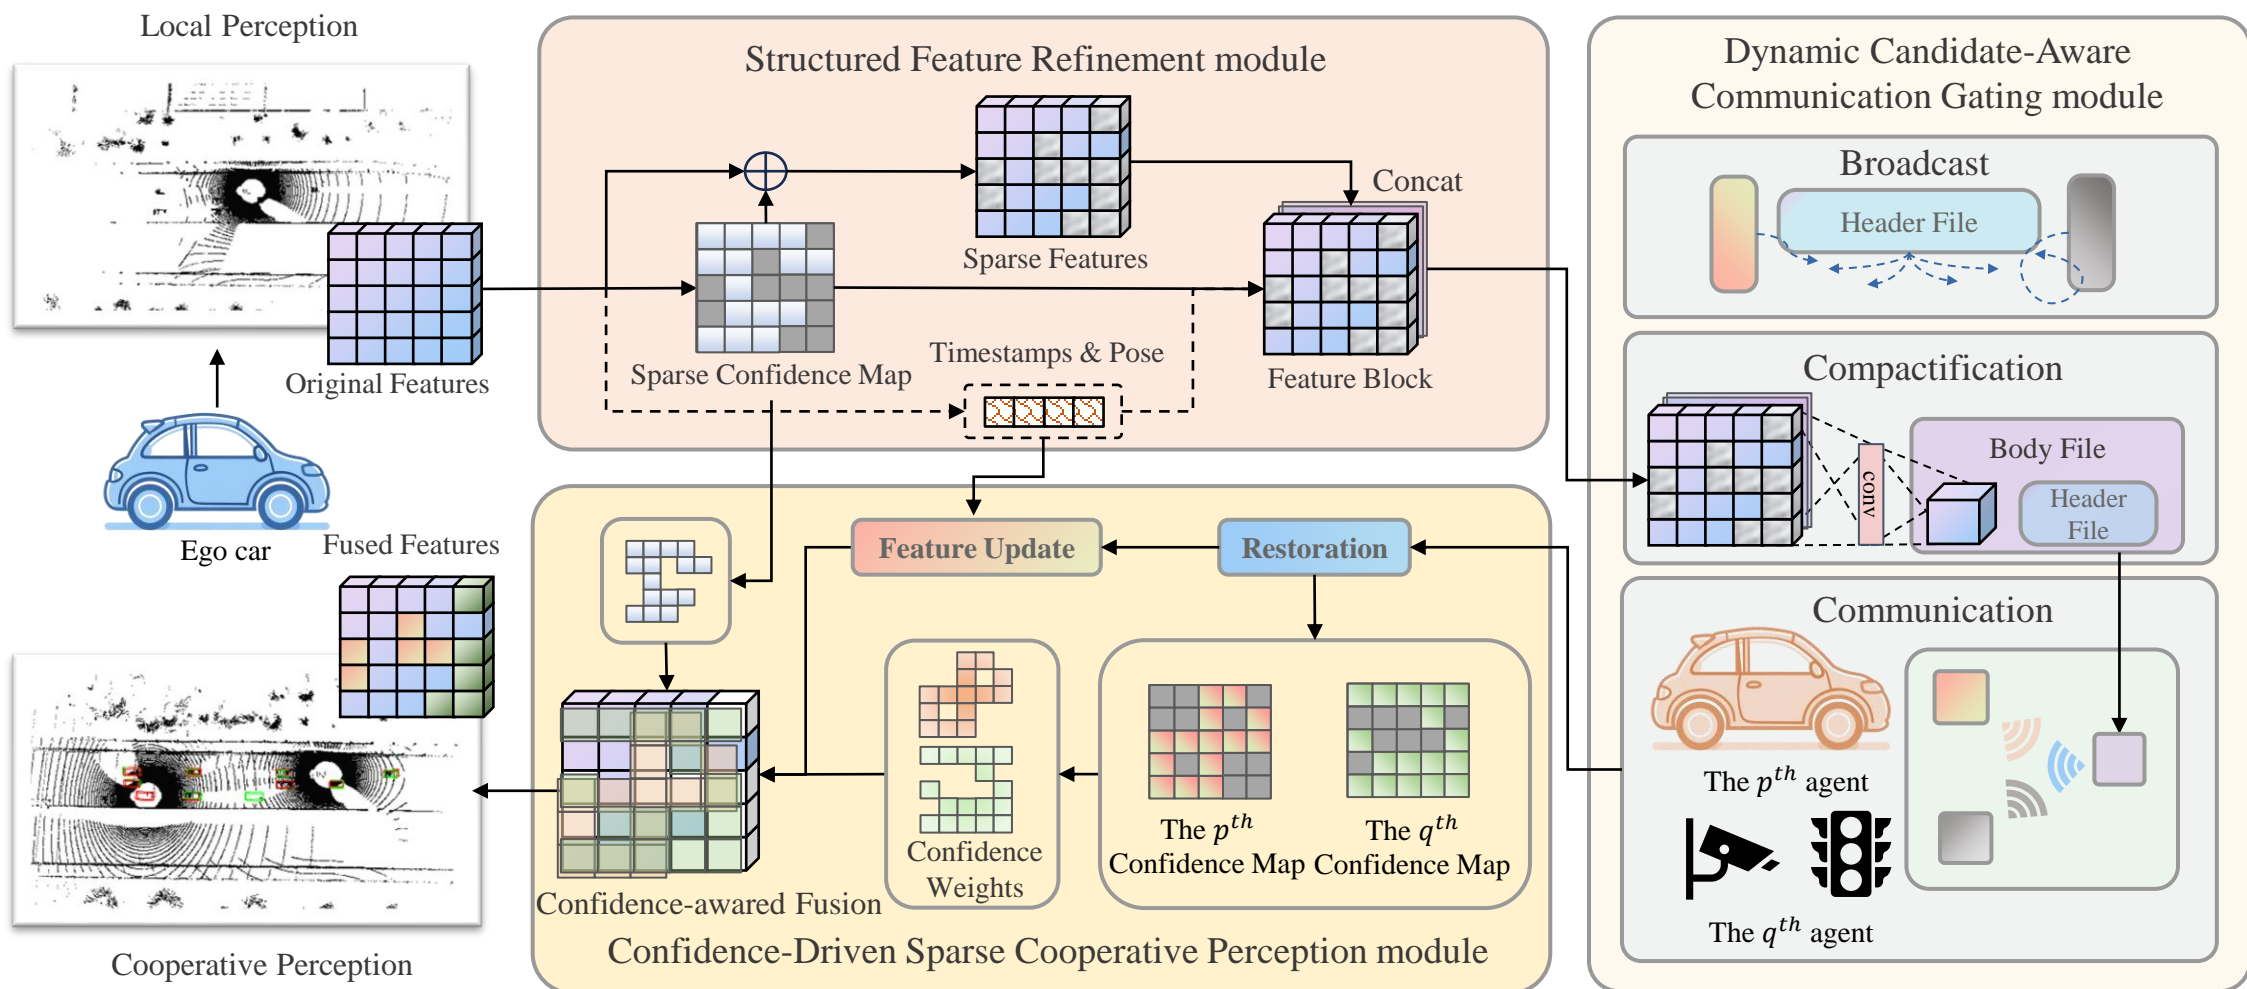 Local Perception
Original Features
Ego car
Fused Features
Cooperative Perception
Structured Feature Refinement module
Concat
Sparse Features
Sparse Confidence Map
Timestamps & Pose
Feature Block
Feature Update
Restoration
Confidence
Weights
The p^th
Confidence Map
The q^th
Confidence Map
Confidence-awared Fusion
Confidence-Driven Sparse Cooperative Perception module
Dynamic Candidate-Aware
Communication Gating module
Broadcast
Header File
Compactification
conv
Body File
Header
File
Communication
The p^th agent
The q^th agent